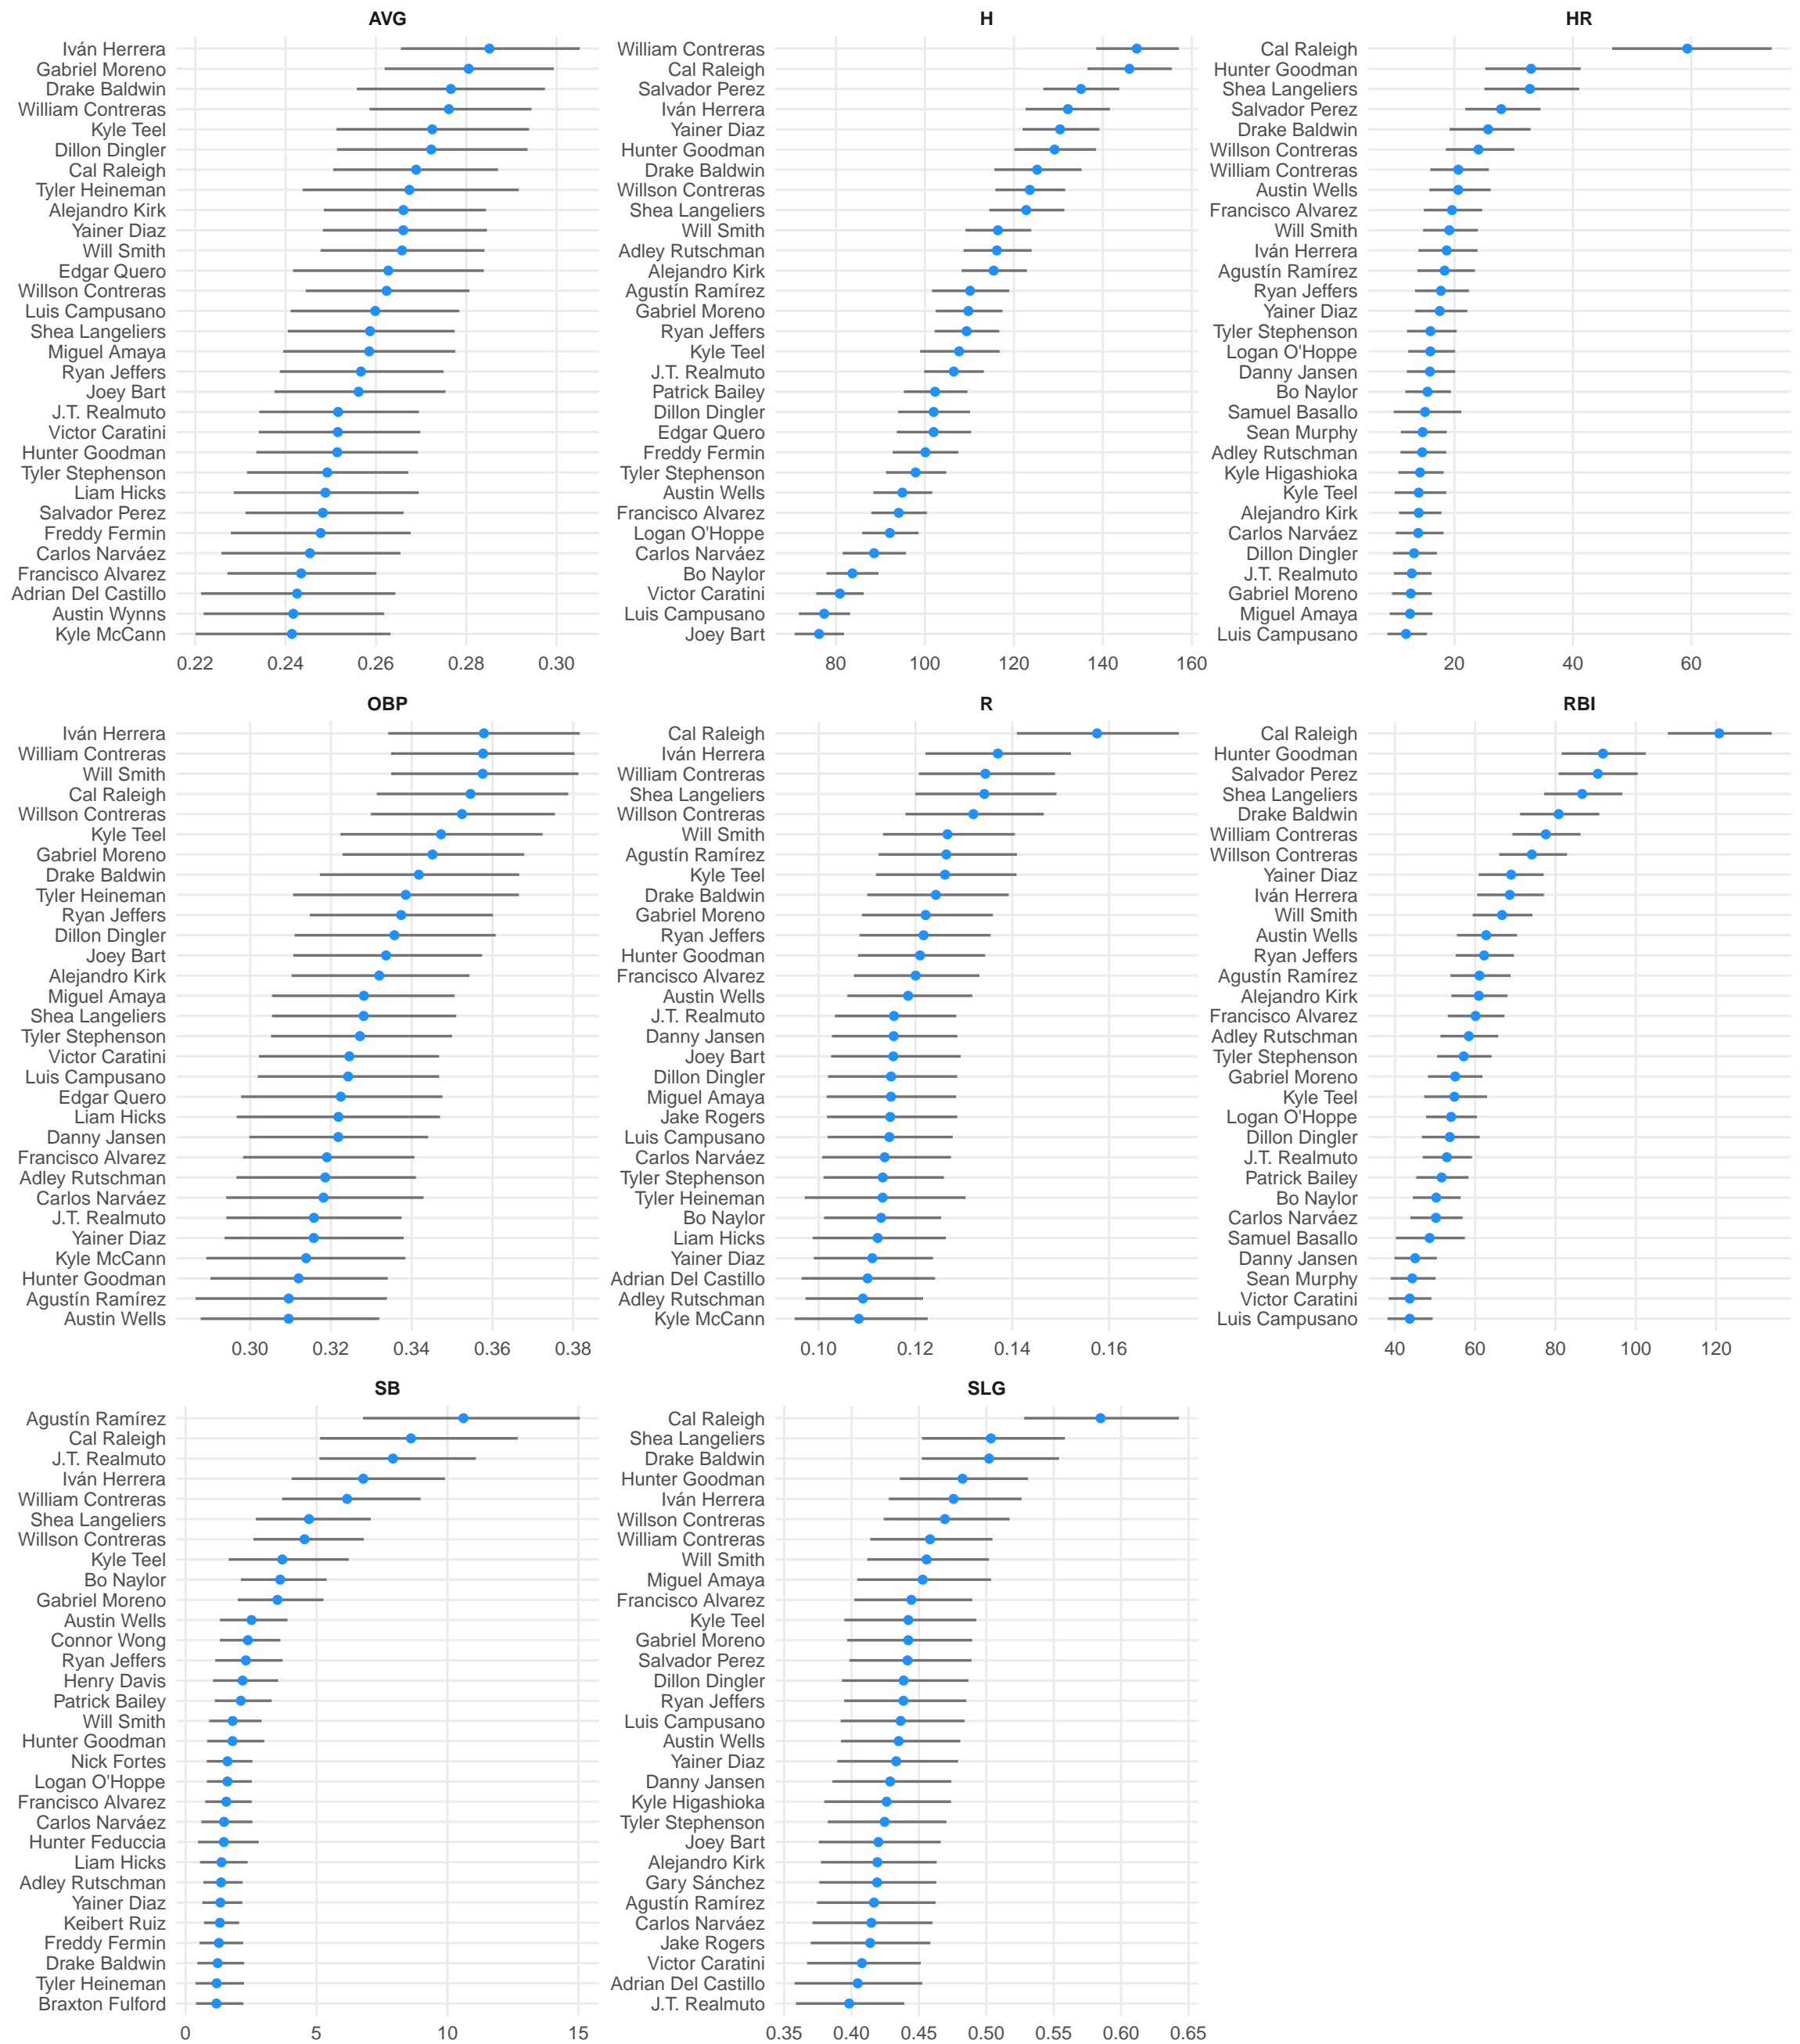 AVG
Iván Herrera
Gabriel Moreno
Drake Baldwin
William Contreras
Kyle Teel
Dillon Dingler
Cal Raleigh
Tyler Heineman
Alejandro Kirk
Yainer Diaz
Will Smith
Edgar Quero
Willson Contreras
Luis Campusano
Shea Langeliers
Miguel Amaya
Ryan Jeffers
Joey Bart
J.T. Realmuto
Victor Caratini
Hunter Goodman
Tyler Stephenson
Liam Hicks
Salvador Perez
Freddy Fermin
Carlos Narváez
Francisco Alvarez
Adrian Del Castillo
Austin Wynns
Kyle McCann
0.22 0.24 0.26 0.28 0.30
H
William Contreras
Cal Raleigh
Salvador Perez
Iván Herrera
Yainer Diaz
Hunter Goodman
Drake Baldwin
Willson Contreras
Shea Langeliers
Will Smith
Adley Rutschman
Alejandro Kirk
Agustín Ramírez
Gabriel Moreno
Ryan Jeffers
Kyle Teel
J.T. Realmuto
Patrick Bailey
Dillon Dingler
Edgar Quero
Freddy Fermin
Tyler Stephenson
Austin Wells
Francisco Alvarez
Logan O'Hoppe
Carlos Narváez
Bo Naylor
Victor Caratini
Luis Campusano
Joey Bart
80 100 120 140 160
HR
Cal Raleigh
Hunter Goodman
Shea Langeliers
Salvador Perez
Drake Baldwin
Willson Contreras
William Contreras
Austin Wells
Francisco Alvarez
Will Smith
Iván Herrera
Agustín Ramírez
Ryan Jeffers
Yainer Diaz
Tyler Stephenson
Logan O'Hoppe
Danny Jansen
Bo Naylor
Samuel Basallo
Sean Murphy
Adley Rutschman
Kyle Higashioka
Kyle Teel
Alejandro Kirk
Carlos Narváez
Dillon Dingler
J.T. Realmuto
Gabriel Moreno
Miguel Amaya
Luis Campusano
20 40 60
OBP
Iván Herrera
William Contreras
Will Smith
Cal Raleigh
Willson Contreras
Kyle Teel
Gabriel Moreno
Drake Baldwin
Tyler Heineman
Ryan Jeffers
Dillon Dingler
Joey Bart
Alejandro Kirk
Miguel Amaya
Shea Langeliers
Tyler Stephenson
Victor Caratini
Luis Campusano
Edgar Quero
Liam Hicks
Danny Jansen
Francisco Alvarez
Adley Rutschman
Carlos Narváez
J.T. Realmuto
Yainer Diaz
Kyle McCann
Hunter Goodman
Agustín Ramírez
Austin Wells
0.30 0.32 0.34 0.36 0.38
R
Cal Raleigh
Iván Herrera
William Contreras
Shea Langeliers
Willson Contreras
Will Smith
Agustín Ramírez
Kyle Teel
Drake Baldwin
Gabriel Moreno
Ryan Jeffers
Hunter Goodman
Francisco Alvarez
Austin Wells
J.T. Realmuto
Danny Jansen
Joey Bart
Dillon Dingler
Miguel Amaya
Jake Rogers
Luis Campusano
Carlos Narváez
Tyler Stephenson
Tyler Heineman
Bo Naylor
Liam Hicks
Yainer Diaz
Adrian Del Castillo
Adley Rutschman
Kyle McCann
0.10 0.12 0.14 0.16
RBI
Cal Raleigh
Hunter Goodman
Salvador Perez
Shea Langeliers
Drake Baldwin
William Contreras
Willson Contreras
Yainer Diaz
Iván Herrera
Will Smith
Austin Wells
Ryan Jeffers
Agustín Ramírez
Alejandro Kirk
Francisco Alvarez
Adley Rutschman
Tyler Stephenson
Gabriel Moreno
Kyle Teel
Logan O'Hoppe
Dillon Dingler
J.T. Realmuto
Patrick Bailey
Bo Naylor
Carlos Narváez
Samuel Basallo
Danny Jansen
Sean Murphy
Victor Caratini
Luis Campusano
40 60 80 100 120
SB
Agustín Ramírez
Cal Raleigh
J.T. Realmuto
Iván Herrera
William Contreras
Shea Langeliers
Willson Contreras
Kyle Teel
Bo Naylor
Gabriel Moreno
Austin Wells
Connor Wong
Ryan Jeffers
Henry Davis
Patrick Bailey
Will Smith
Hunter Goodman
Nick Fortes
Logan O'Hoppe
Francisco Alvarez
Carlos Narváez
Hunter Feduccia
Liam Hicks
Adley Rutschman
Yainer Diaz
Keibert Ruiz
Freddy Fermin
Drake Baldwin
Tyler Heineman
Braxton Fulford
0 5 10 15
SLG
Cal Raleigh
Shea Langeliers
Drake Baldwin
Hunter Goodman
Iván Herrera
Willson Contreras
William Contreras
Will Smith
Miguel Amaya
Francisco Alvarez
Kyle Teel
Gabriel Moreno
Salvador Perez
Dillon Dingler
Ryan Jeffers
Luis Campusano
Austin Wells
Yainer Diaz
Danny Jansen
Kyle Higashioka
Tyler Stephenson
Joey Bart
Alejandro Kirk
Gary Sánchez
Agustín Ramírez
Carlos Narváez
Jake Rogers
Victor Caratini
Adrian Del Castillo
J.T. Realmuto
0.35 0.40 0.45 0.50 0.55 0.60 0.65